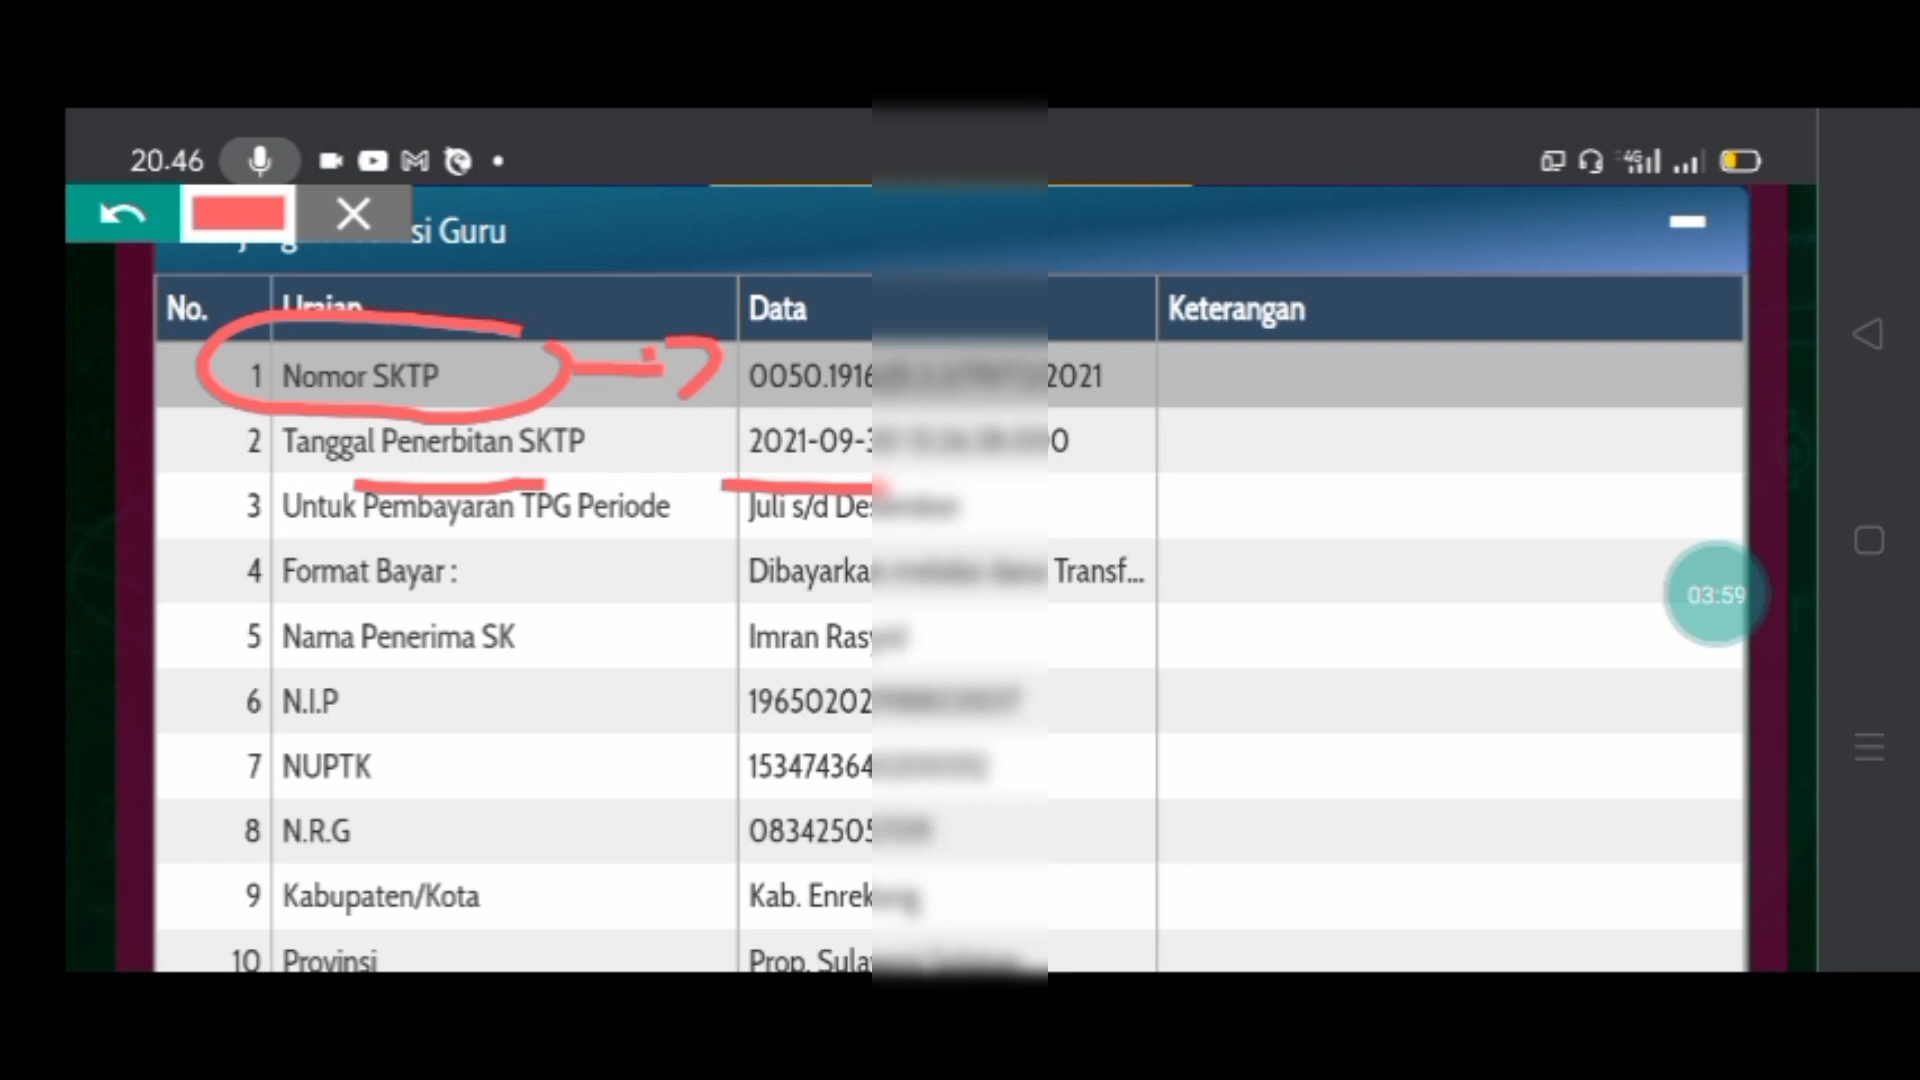 20.46
si Guru
No. Uraian Data Keterangan
1 Nomor SKTP 0050.1916 2021
2 Tanggal Penerbitan SKTP 2021-09-3 0
3 Untuk Pembayaran TPG Periode Juli s/d De
4 Format Bayar : Dibayarka Transf...
5 Nama Penerima SK Imran Ras
6 N.I.P 19650202
7 NUPTK 153474364
8 N.R.G 08342505
9 Kabupaten/Kota Kab. Enrek
10 Provinsi Prop. Sula
03:59